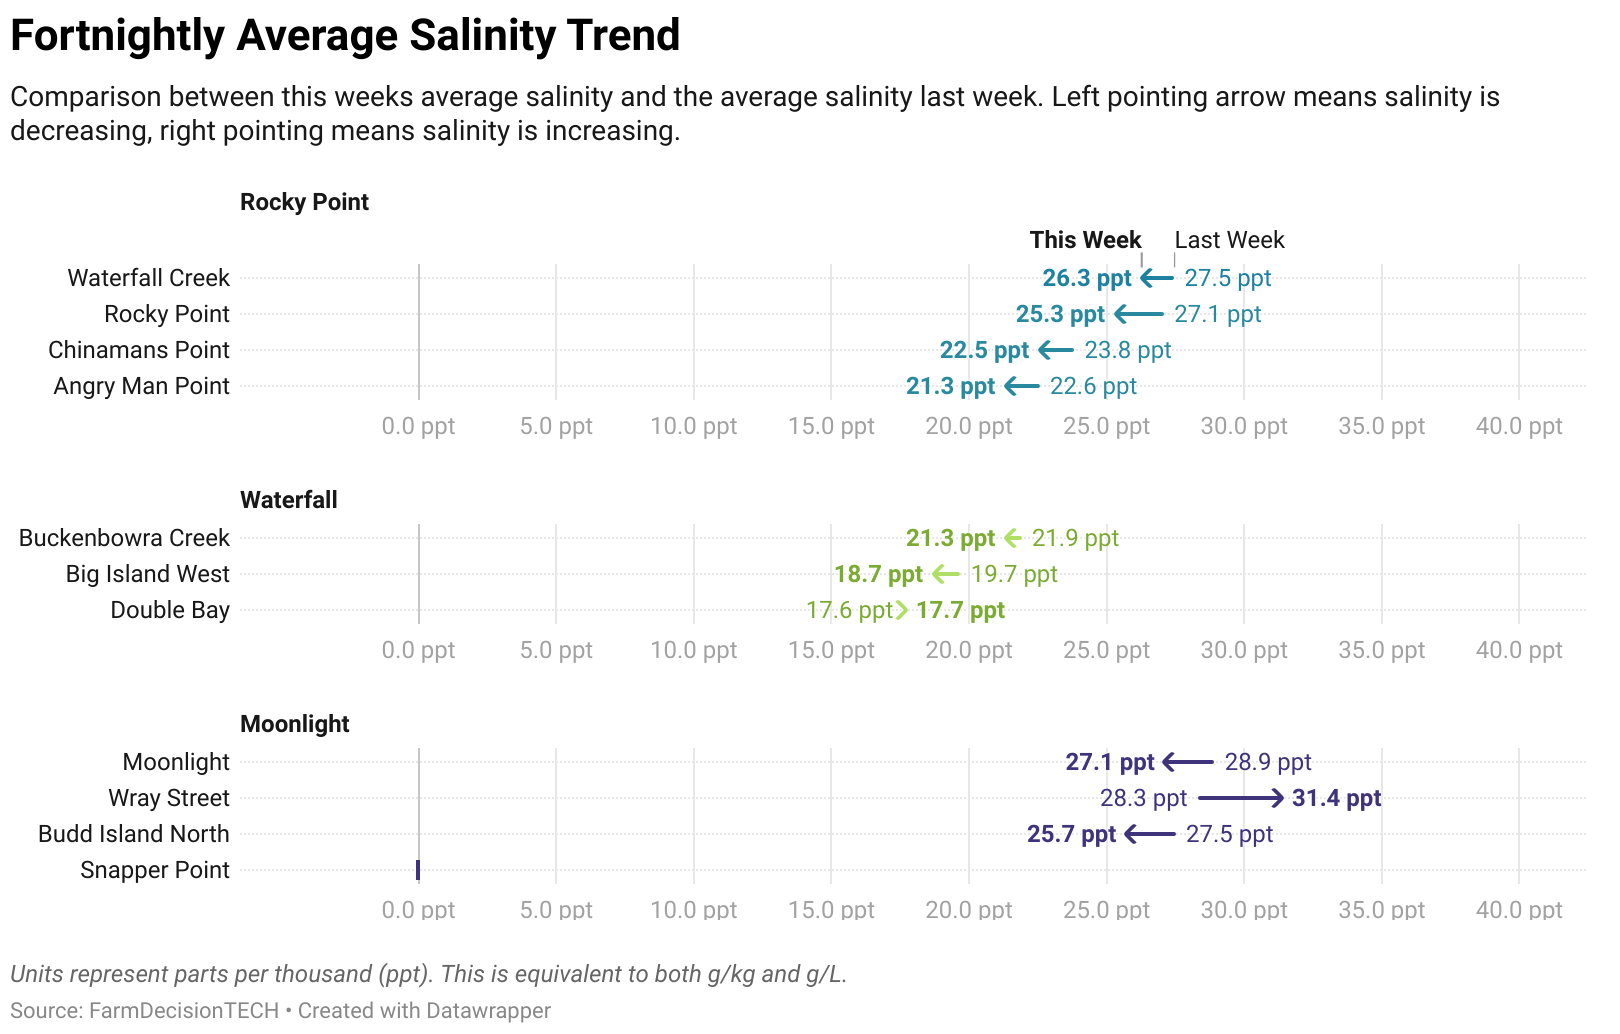 Fortnightly Average Salinity Trend
Comparison between this weeks average salinity and the average salinity last week. Left pointing arrow means salinity is
decreasing, right pointing means salinity is increasing.
Rocky Point
This Week Last Week
Waterfall Creek 26.3 ppt 27.5 ppt
Rocky Point 25.3 ppt 27.1 ppt
Chinamans Point 22.5 ppt 23.8 ppt
Angry Man Point 21.3 ppt 22.6 ppt
0.0 ppt 5.0 ppt 10.0 ppt 15.0 ppt 20.0 ppt 25.0 ppt 30.0 ppt 35.0 ppt 40.0 ppt
Waterfall
Buckenbowra Creek 21.3 ppt 21.9 ppt
Big Island West 18.7 ppt 19.7 ppt
Double Bay 17.6 ppt 17.7 ppt
0.0 ppt 5.0 ppt 10.0 ppt 15.0 ppt 20.0 ppt 25.0 ppt 30.0 ppt 35.0 ppt 40.0 ppt
Moonlight
Moonlight 27.1 ppt 28.9 ppt
Wray Street 28.3 ppt 31.4 ppt
Budd Island North 25.7 ppt 27.5 ppt
Snapper Point
0.0 ppt 5.0 ppt 10.0 ppt 15.0 ppt 20.0 ppt 25.0 ppt 30.0 ppt 35.0 ppt 40.0 ppt
Units represent parts per thousand (ppt). This is equivalent to both g/kg and g/L.
Source: FarmDecisionTECH • Created with Datawrapper